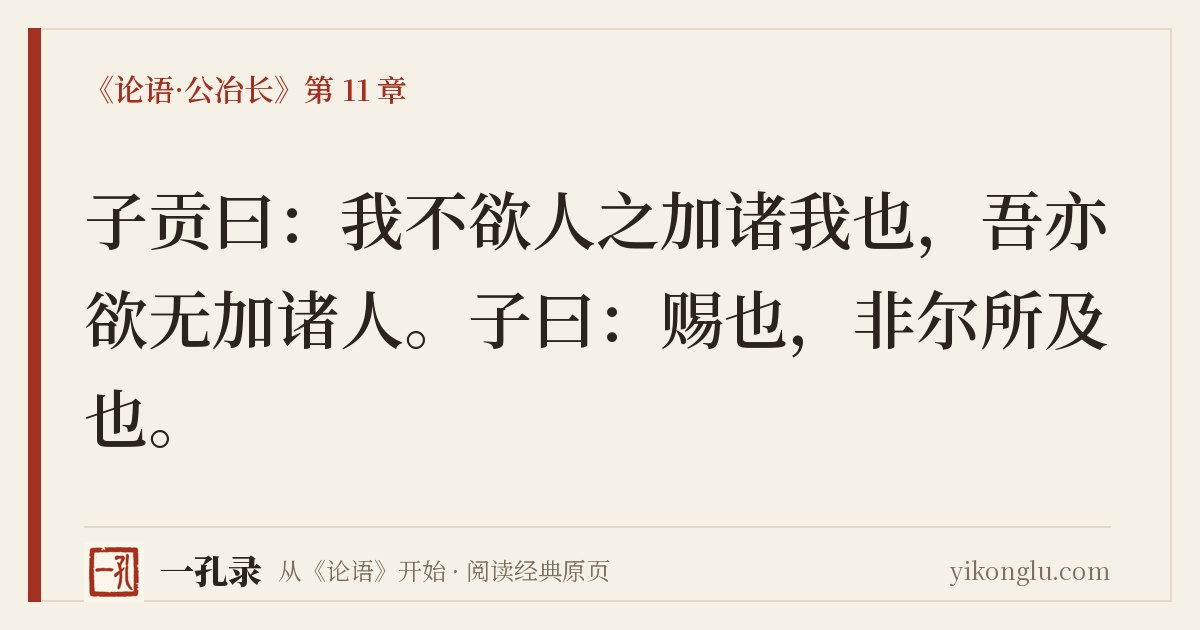 《论语·公冶长》第 11 章
子贡曰：我不欲人之加诸我也，吾亦
欲无加诸人。子曰：赐也，非尔所及
也。
一孔 一孔录 从《论语》开始 · 阅读经典原页 yikonglu.com